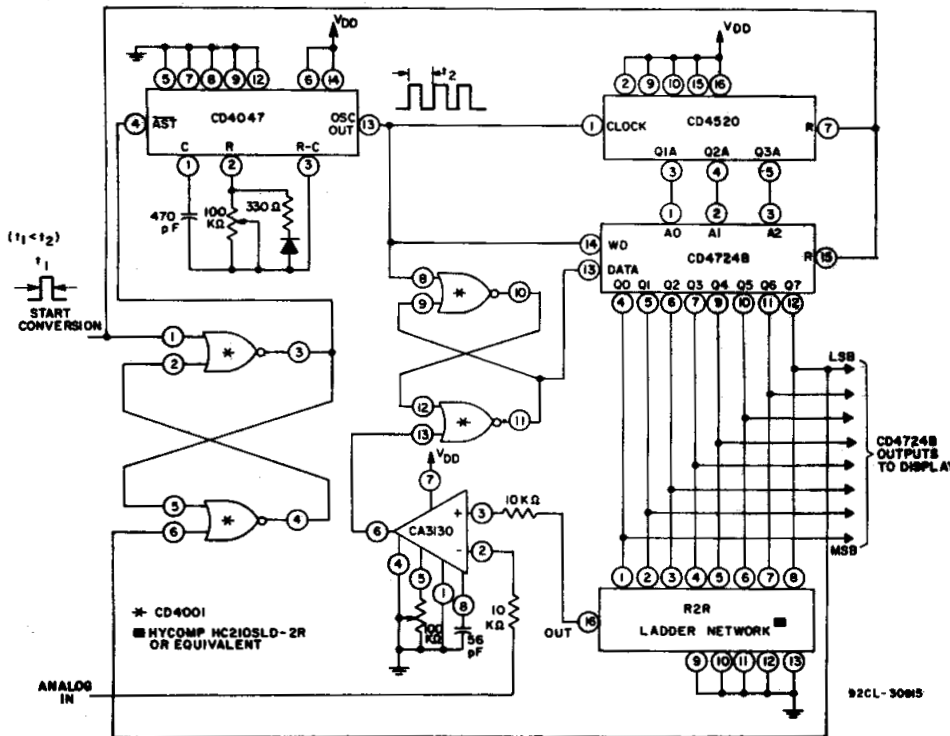 VDD
VDD
5 7 8 9 12
6 14
t2
2 9 10 15 16
4 AST CD4047 OSC OUT 13
1 CLOCK CD4520 R 7
C R R-C
Q1A Q2A Q3A
1 2 3
3 4 5
470 pF
100 KΩ
330 Ω
1 2 3
A0 A1 A2
14 WD CD4724B
13 DATA R 15
Q0 Q1 Q2 Q3 Q4 Q5 Q6 Q7
4 5 6 7 9 10 11 12
(t1 < t2)
t1
START CONVERSION
8
9 * 10
1
2 * 3
12
13 * 11
LSB
CD4724B OUTPUTS TO DISPLAY
MSB
VDD
7
5
6 * 4
6 CA3130 + 3 10KΩ
- 2
4 5 1 8
100 KΩ
56 pF
10 KΩ
1 2 3 4 5 6 7 8
OUT 16 R2R
LADDER NETWORK
9 10 11 12 13
* CD4001
HYCOMP HC210SLD-2R
OR EQUIVALENT
ANALOG IN
92CL-30915